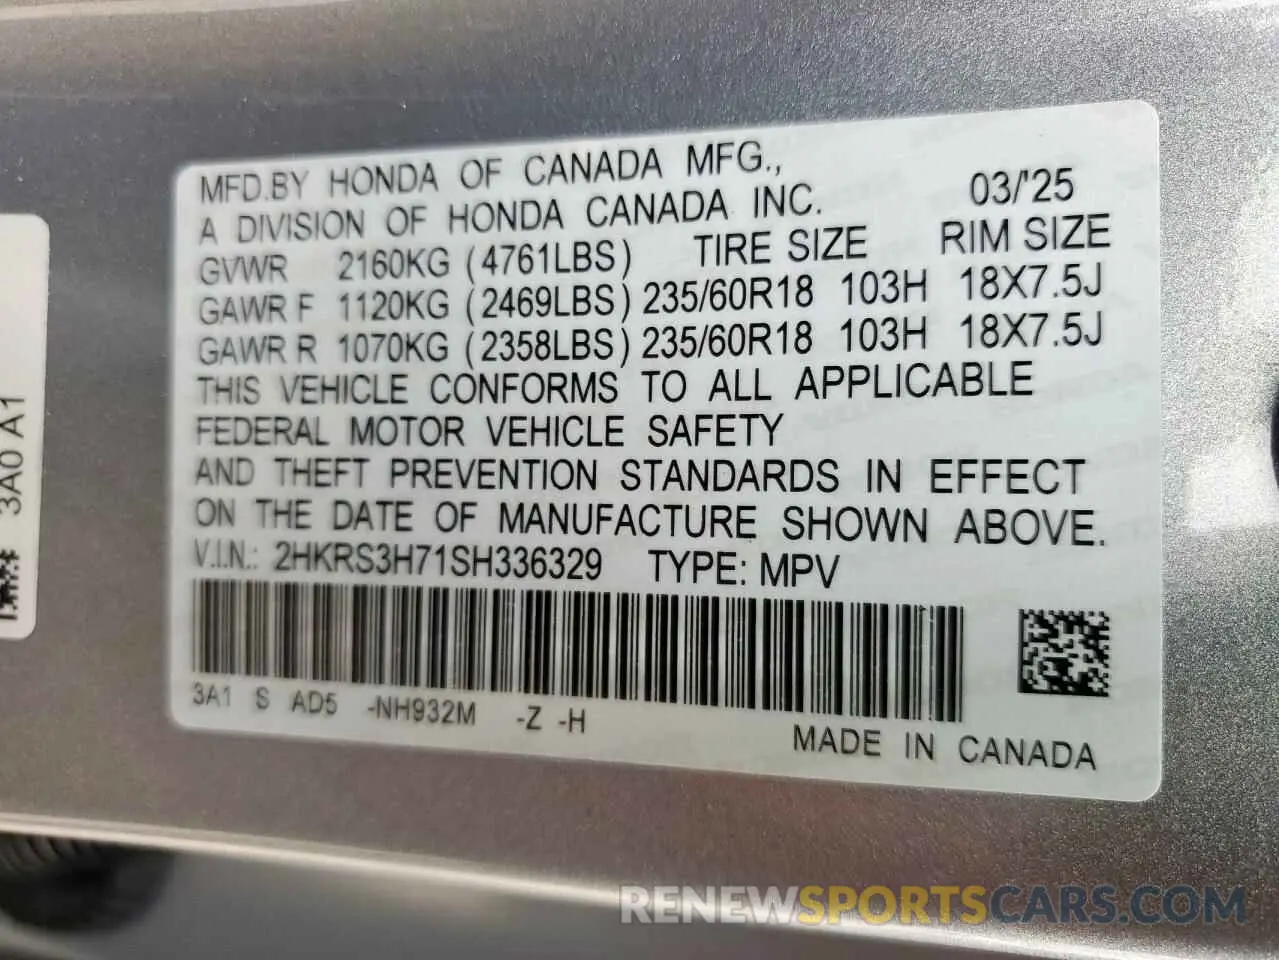 MFD.BY HONDA OF CANADA MFG.,
A DIVISION OF HONDA CANADA INC. 03/'25
GVWR 2160KG (4761LBS) TIRE SIZE RIM SIZE
GAWR F 1120KG (2469LBS) 235/60R18 103H 18X7.5J
GAWR R 1070KG (2358LBS) 235/60R18 103H 18X7.5J
THIS VEHICLE CONFORMS TO ALL APPLICABLE
FEDERAL MOTOR VEHICLE SAFETY
AND THEFT PREVENTION STANDARDS IN EFFECT
ON THE DATE OF MANUFACTURE SHOWN ABOVE.
V.I.N.: 2HKRS3H71SH336329 TYPE: MPV
3A1 S AD5 -NH932M -Z -H
MADE IN CANADA
3A0 A1
RENEWSPORTSCARS.COM